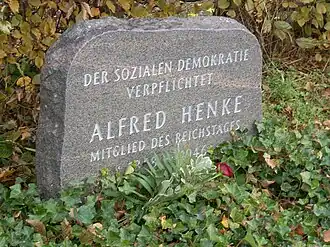 DER SOZIALEN DEMOKRATIE
VERPFLICHTET
ALFRED HENKE
MITGLIED DES REICHSTAGES